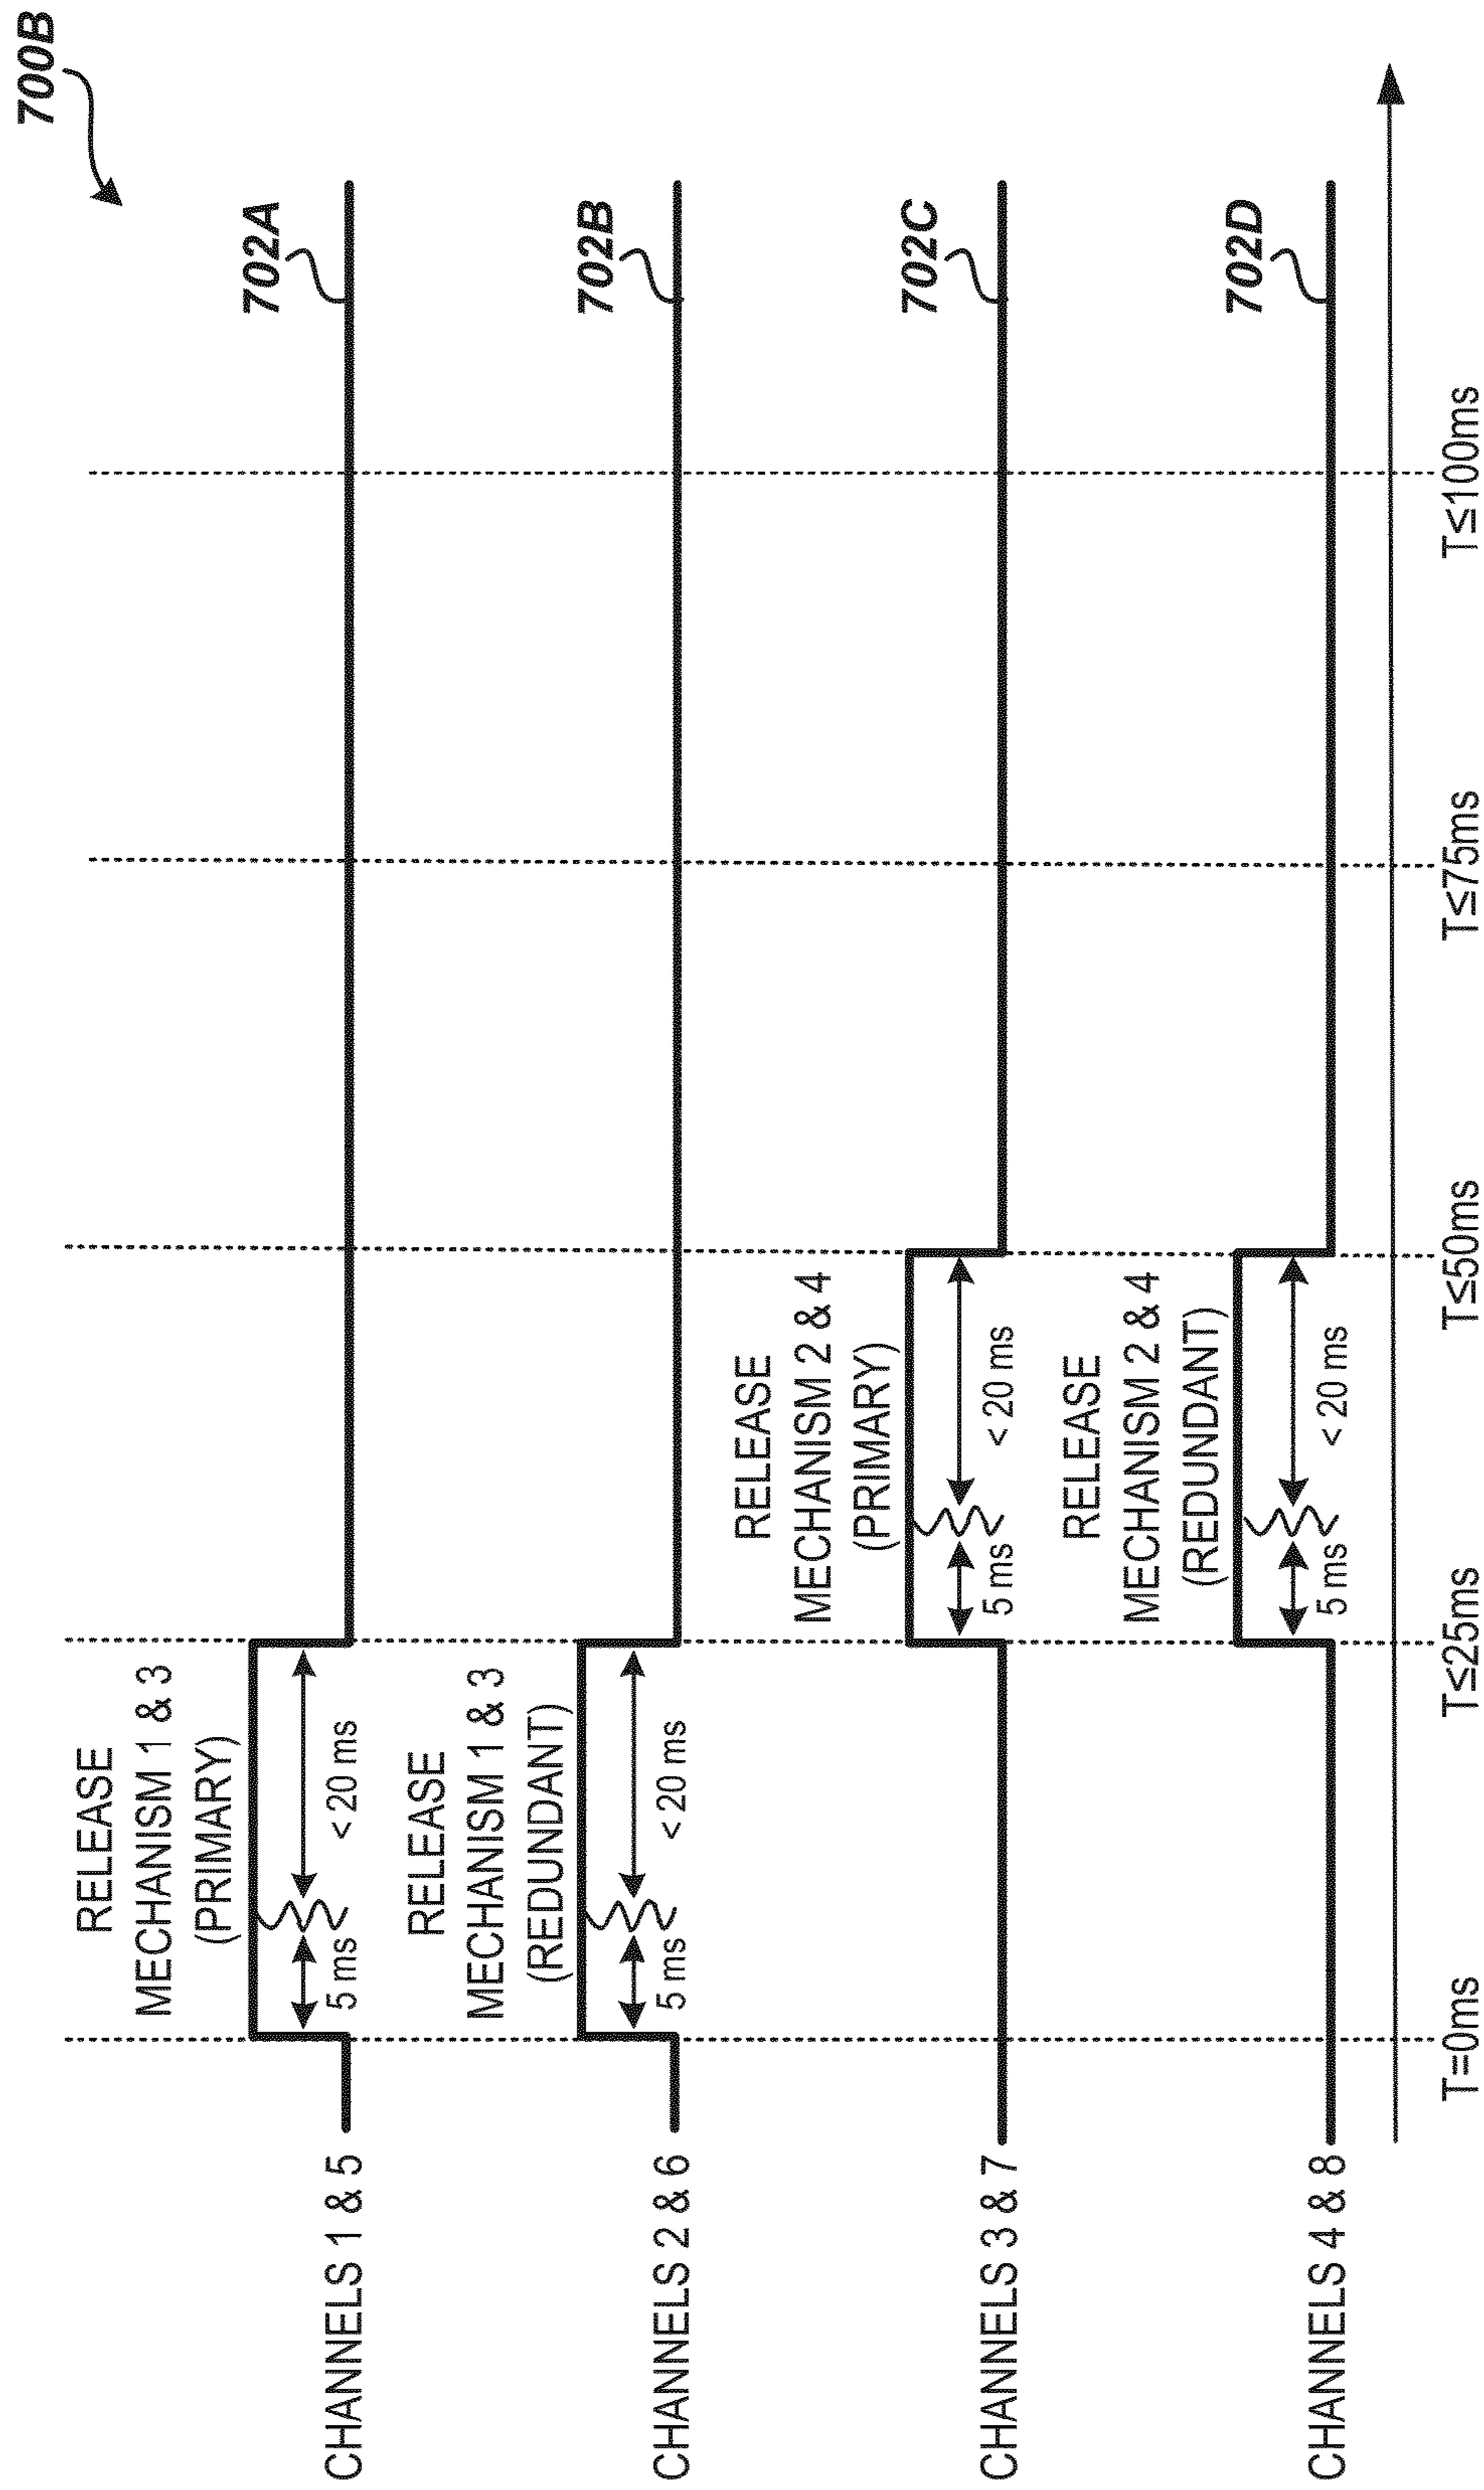 700B
RELEASE
MECHANISM 1 & 3
(PRIMARY)
702A
5 ms
< 20 ms
CHANNELS 1 & 5
RELEASE
MECHANISM 1 & 3
(REDUNDANT)
702B
5 ms
< 20 ms
CHANNELS 2 & 6
RELEASE
MECHANISM 2 & 4
(PRIMARY)
702C
5 ms
< 20 ms
CHANNELS 3 & 7
RELEASE
MECHANISM 2 & 4
(REDUNDANT)
702D
5 ms
< 20 ms
CHANNELS 4 & 8
T=0ms
T≤25ms
T≤50ms
T≤75ms
T≤100ms